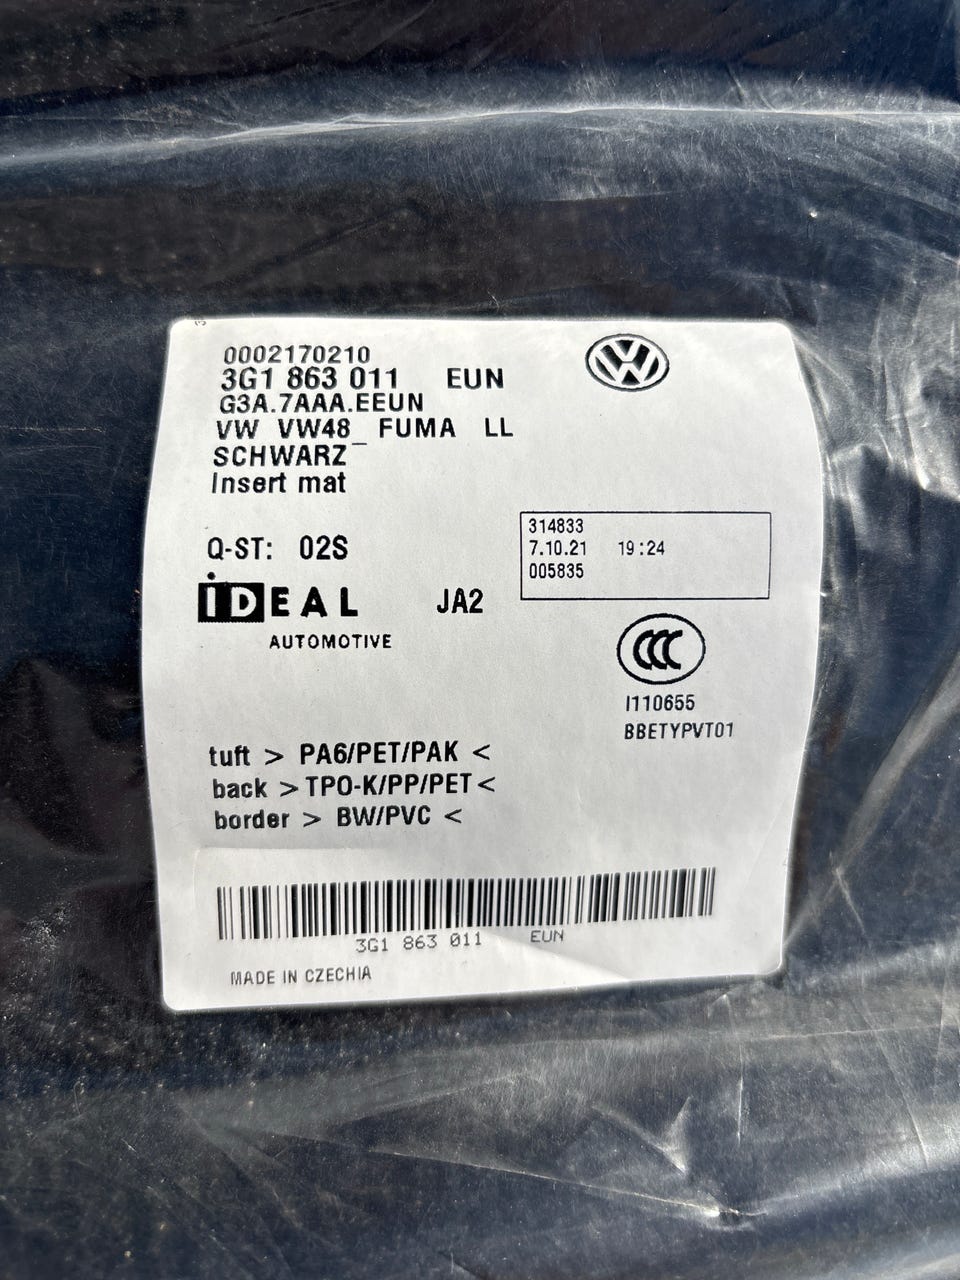 0002170210
3G1 863 011 EUN
G3A.7AAA.EEUN
VW VW48_ FUMA LL
SCHWARZ
Insert mat
Q-ST: 02S
314833
7.10.21 19:24
005835
IDEAL JA2
AUTOMOTIVE
CCC
I110655
BBETYPVT01
tuft > PA6/PET/PAK <
back > TPO-K/PP/PET <
border > BW/PVC <
3G1 863 011 EUN
MADE IN CZECHIA